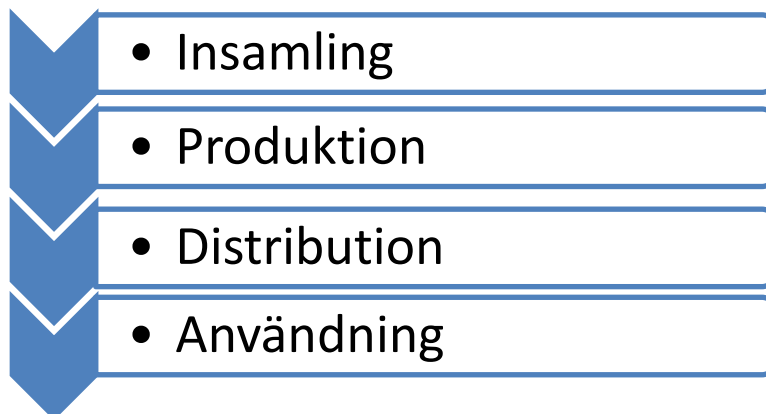 • Insamling
• Produktion
• Distribution
• Användning